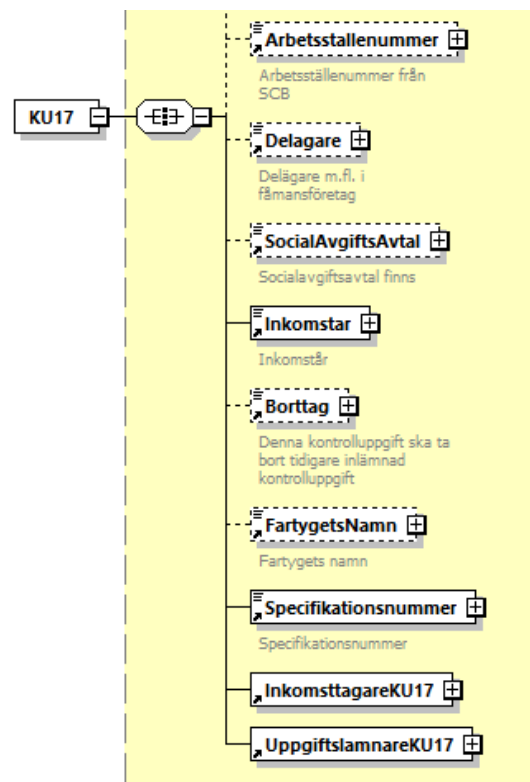 Arbetsstallenummer
Arbetsställenummer från
SCB
KU17
Delagare
Delägare m.fl. i
fåmansföretag
SocialAvgiftsAvtal
Socialavgiftsavtal finns
Inkomstar
Inkomstår
Borttag
Denna kontrolluppgift ska ta
bort tidigare inlämnad
kontrolluppgift
FartygetsNamn
Fartygets namn
Specifikationsnummer
Specifikationsnummer
InkomsttagareKU17
UppgiftslamnareKU17